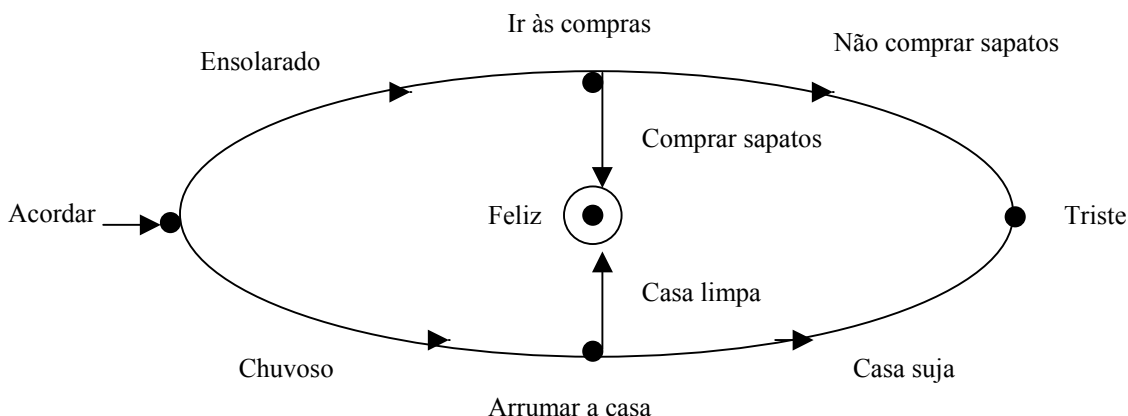 Ir às compras
Não comprar sapatos
Ensolarado
Comprar sapatos
Acordar
Feliz
Triste
Casa limpa
Chuvoso
Casa suja
Arrumar a casa